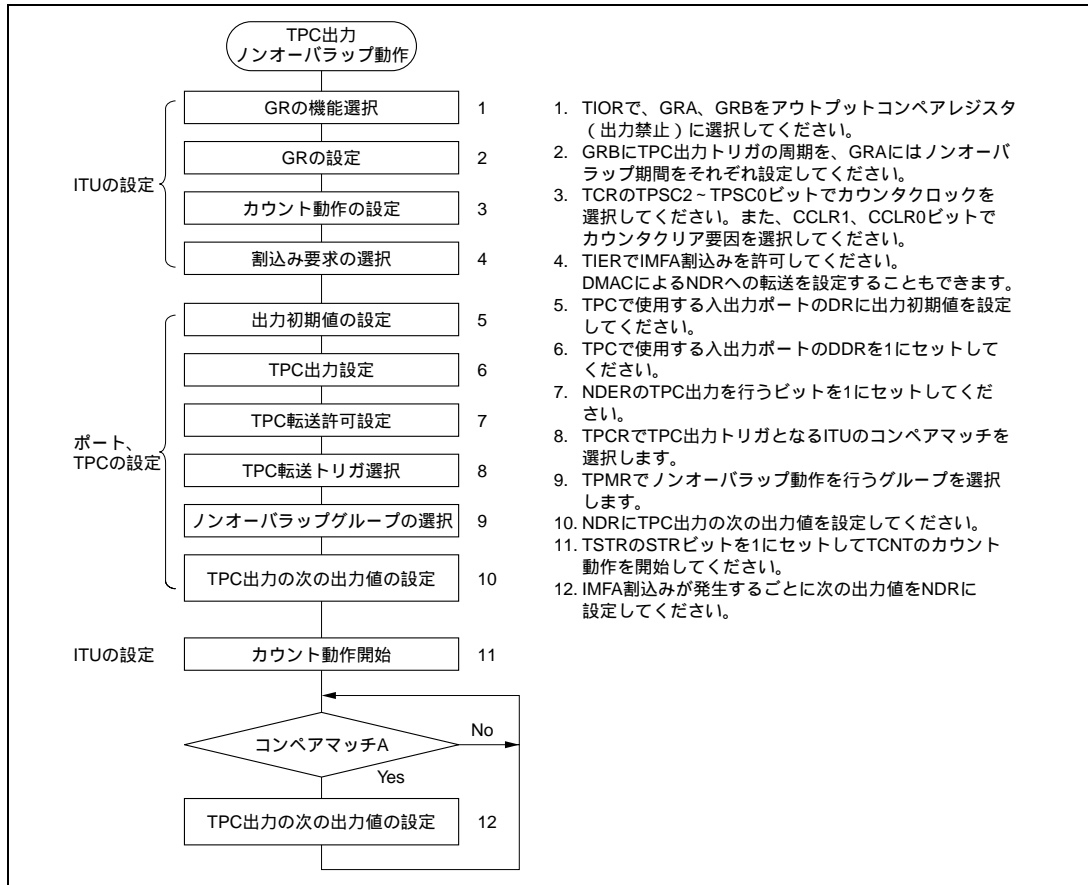 TPC出力
ノンオーバラップ動作
ITUの設定
GRの機能選択 1
GRの設定 2
カウント動作の設定 3
割込み要求の選択 4
ポート、
TPCの設定
出力初期値の設定 5
TPC出力設定 6
TPC転送許可設定 7
TPC転送トリガ選択 8
ノンオーバラップグループの選択 9
TPC出力の次の出力値の設定 10
ITUの設定 カウント動作開始 11
コンペアマッチA No
Yes
TPC出力の次の出力値の設定 12
1. TIORで、GRA、GRBをアウトプットコンペアレジスタ
（出力禁止）に選択してください。
2. GRBにTPC出力トリガの周期を、GRAにはノンオーバ
ラップ期間をそれぞれ設定してください。
3. TCRのTPSC2～TPSC0ビットでカウンタクロックを
選択してください。また、CCLR1、CCLR0ビットで
カウンタクリア要因を選択してください。
4. TIERでIMFA割込みを許可してください。
DMACによるNDRへの転送を設定することもできます。
5. TPCで使用する入出力ポートのDRに出力初期値を設定
してください。
6. TPCで使用する入出力ポートのDDRを1にセットして
ください。
7. NDERのTPC出力を行うビットを1にセットしてくだ
さい。
8. TPCRでTPC出力トリガとなるITUのコンペアマッチを
選択します。
9. TPMRでノンオーバラップ動作を行うグループを選択
します。
10. NDRにTPC出力の次の出力値を設定してください。
11. TSTRのSTRビットを1にセットしてTCNTのカウント
動作を開始してください。
12. IMFA割込みが発生するごとに次の出力値をNDRに
設定してください。